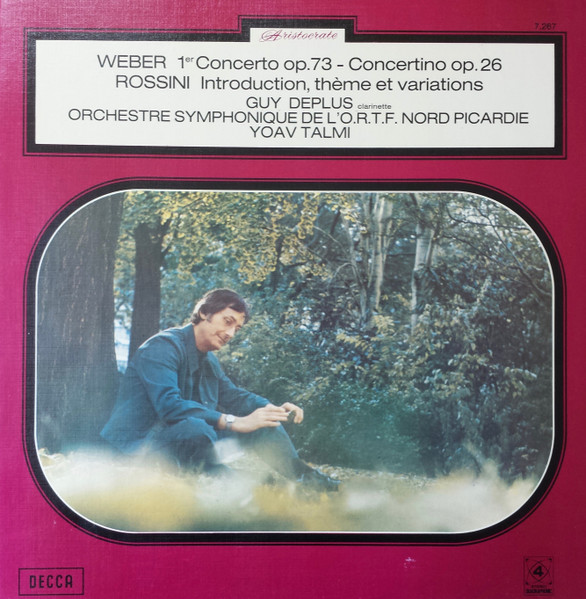 Aristocrate
7.267
WEBER 1er Concerto op.73 - Concertino op.26
ROSSINI Introduction, thème et variations
GUY DEPLUS clarinette
ORCHESTRE SYMPHONIQUE DE L'O.R.T.F. NORD PICARDIE
YOAV TALMI
DECCA
4